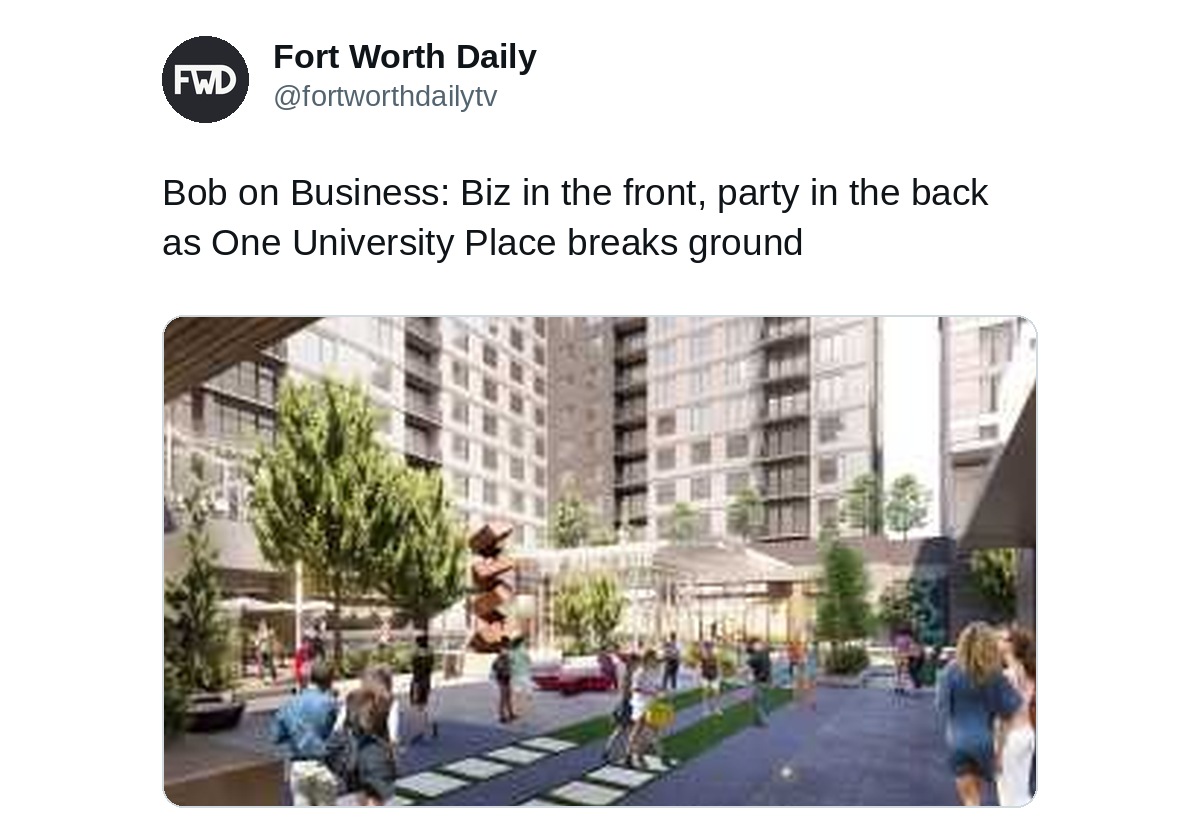 FWD
Fort Worth Daily
@fortworthdailytv
Bob on Business: Biz in the front, party in the back
as One University Place breaks ground